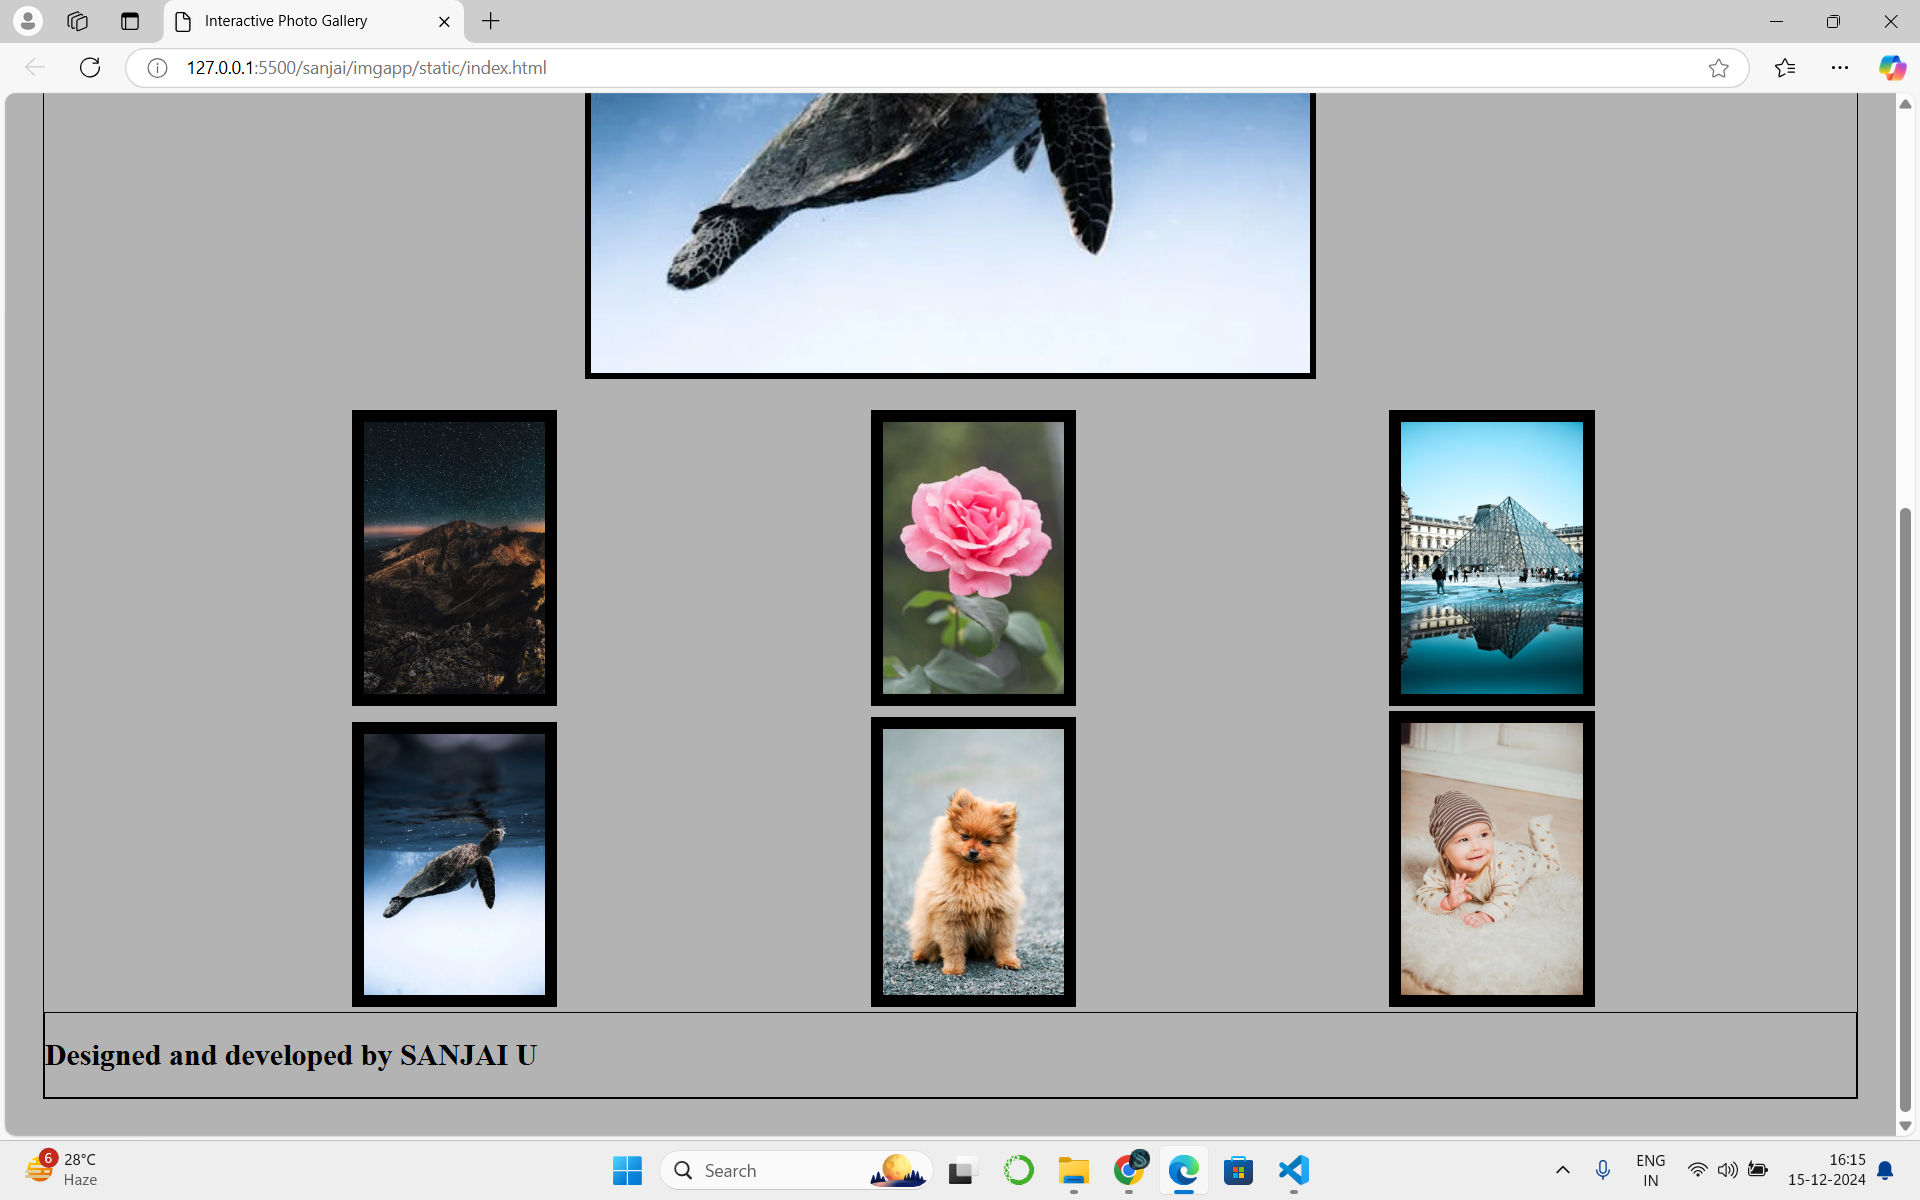 Interactive Photo Gallery
127.0.0.1:5500/sanjai/imgapp/static/index.html
Designed and developed by SANJAI U
6
28°C
Haze
Search
ENG
IN
16:15
15-12-2024